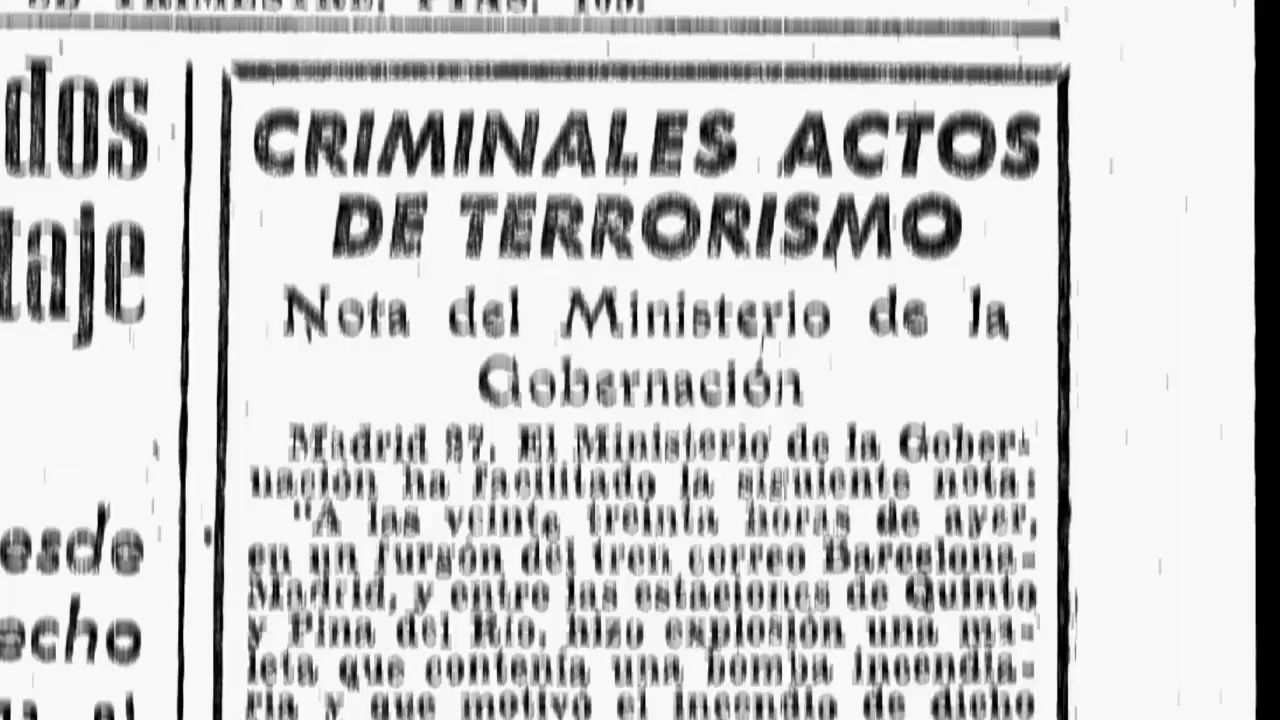 dos
taje
esde
echo
CRIMINALES ACTOS
DE TERRORISMO
Nota del Ministerio de la
Gobernación
Madrid 27. El Ministerio de la Gober-
nación ha facilitado la siguiente nota:
"A las veinte treinta horas de ayer,
en un furgón del tren correo Barcelona-
Madrid, y entre las estaciones de Quinto
y Pina del Río, hizo explosión una ma-
leta que contenía una bomba incendia-
ria y que motivó el incendio de dicho